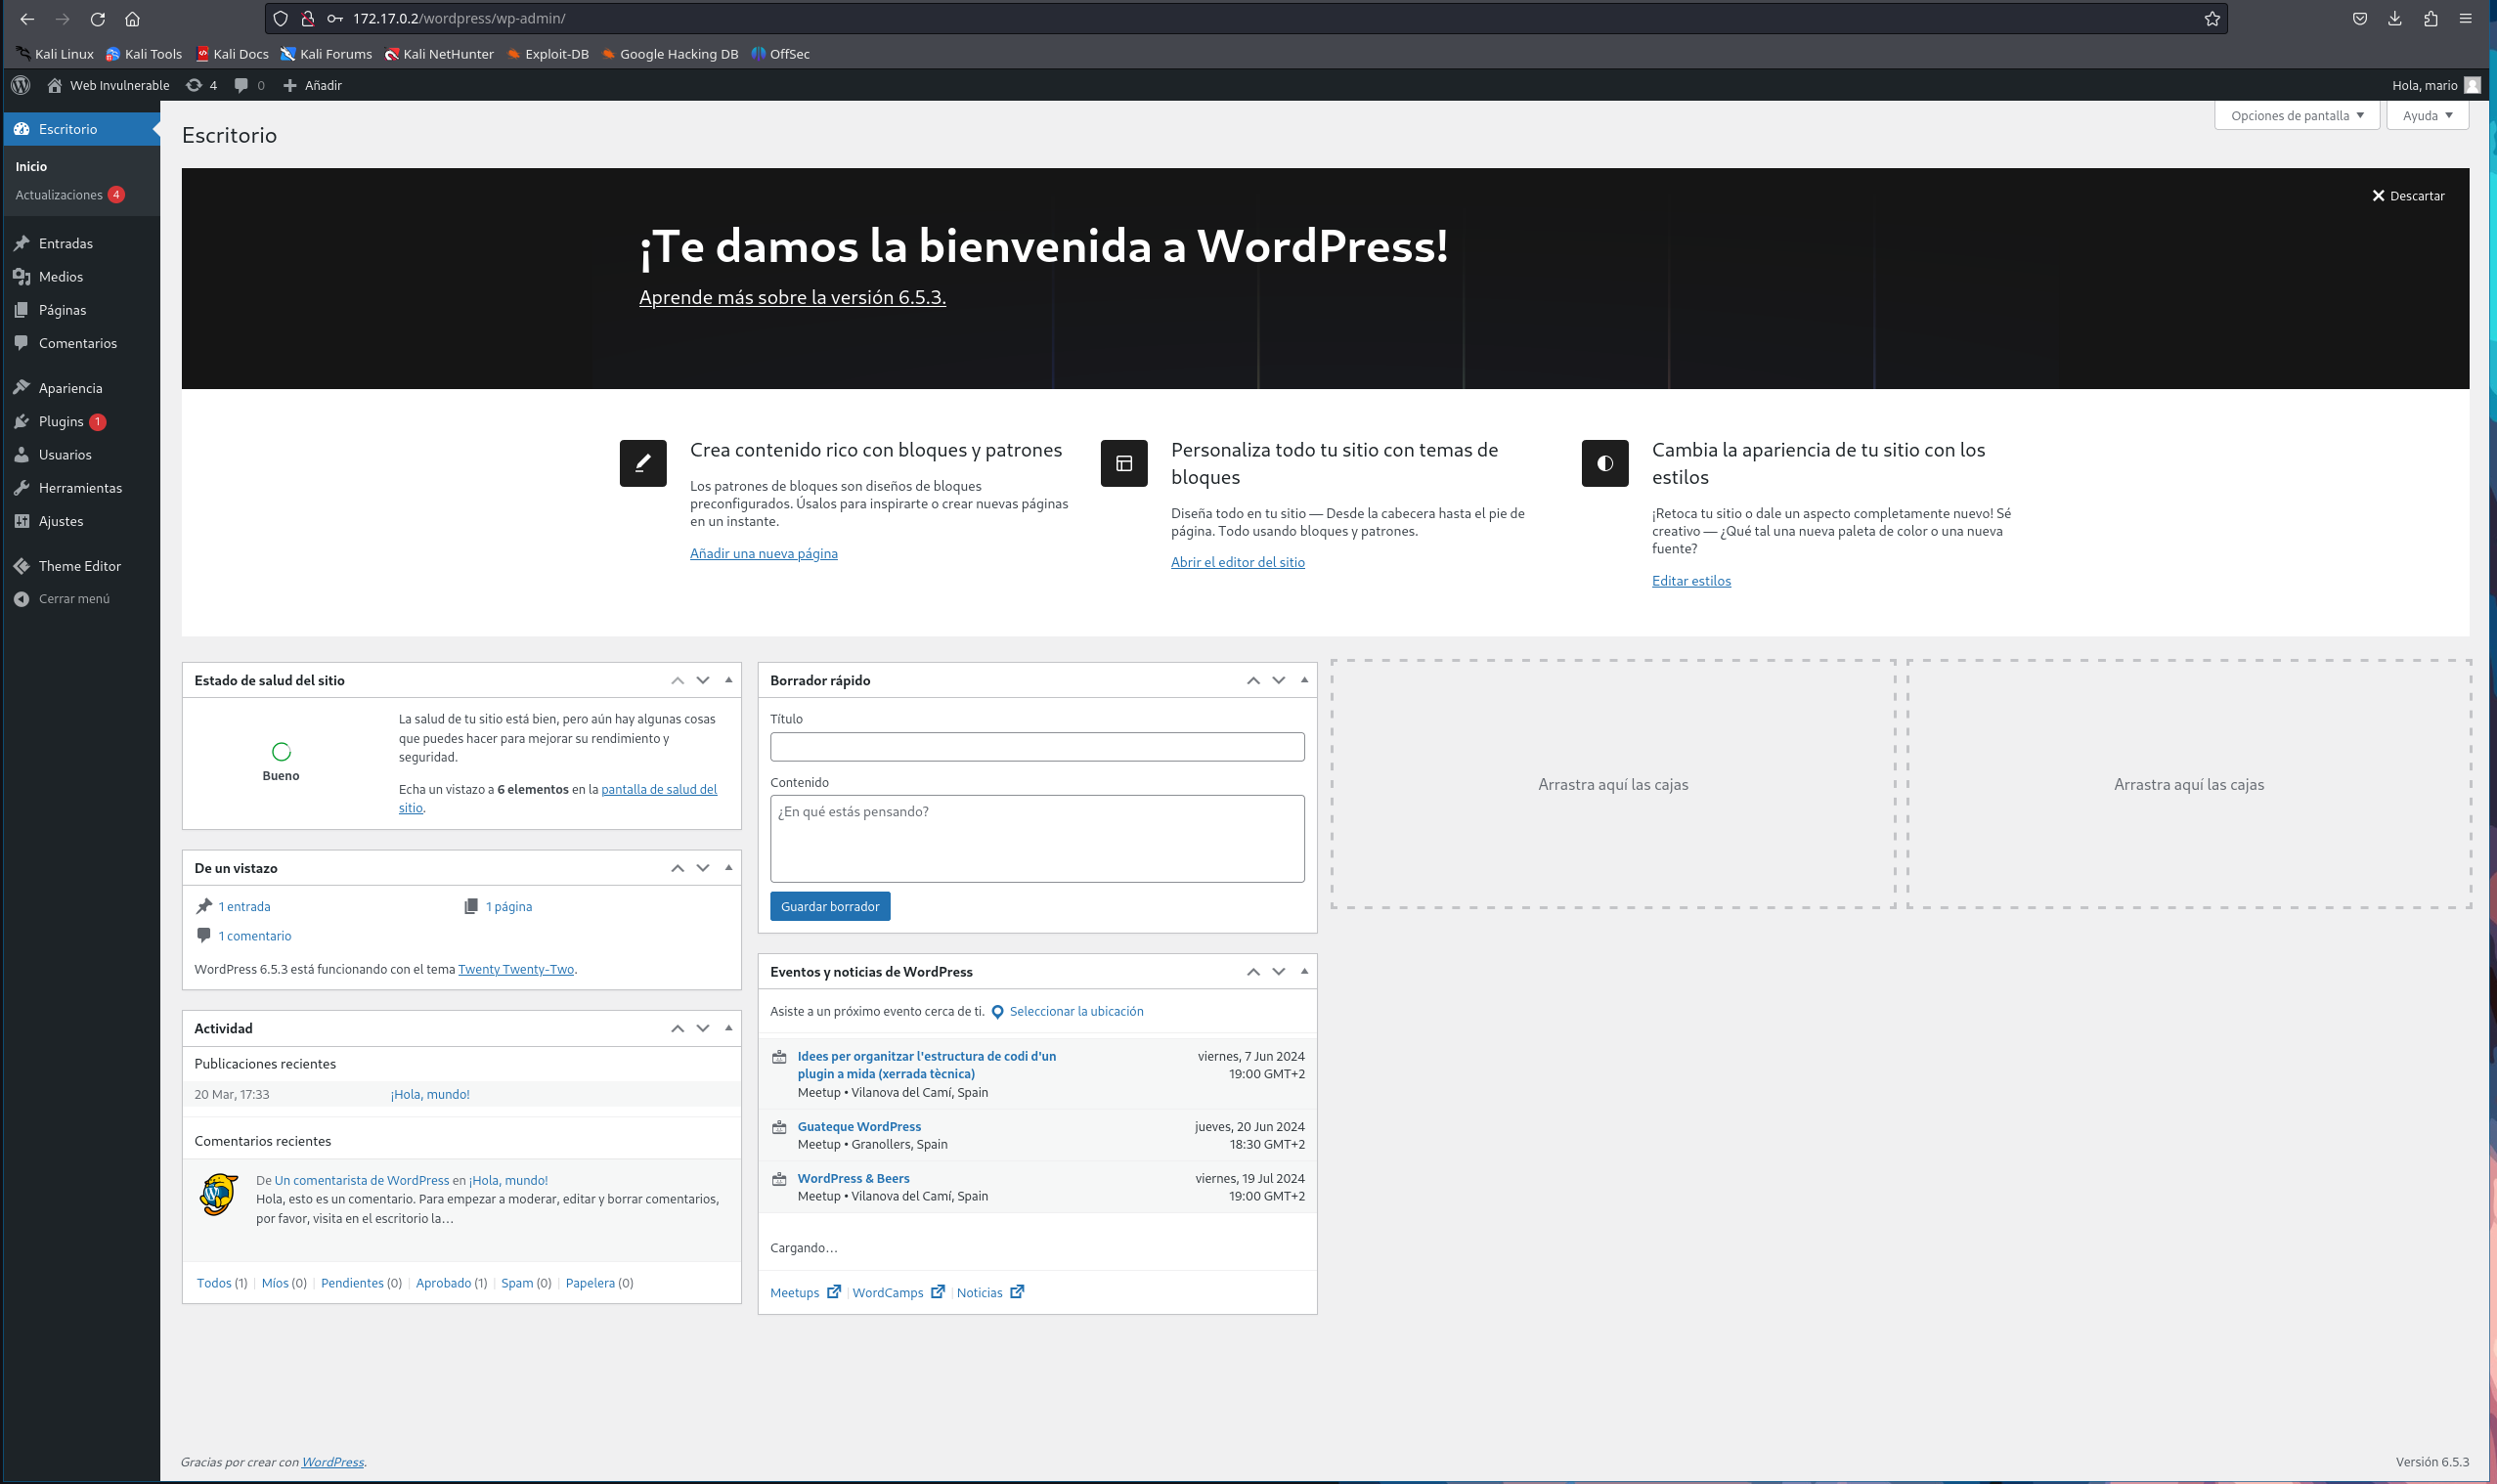 172.17.0.2/wordpress/wp-admin/
Kali Linux Kali Tools Kali Docs Kali Forums Kali NetHunter Exploit-DB Google Hacking DB OffSec
Web Invulnerable 4 0 Añadir Hola, mario
Escritorio
Inicio
Actualizaciones 4
Entradas
Medios
Páginas
Comentarios
Apariencia
Plugins 1
Usuarios
Herramientas
Ajustes
Theme Editor
Cerrar menú
Opciones de pantalla Ayuda
Escritorio
Descartar
¡Te damos la bienvenida a WordPress!
Aprende más sobre la versión 6.5.3.
Crea contenido rico con bloques y patrones
Los patrones de bloques son diseños de bloques
preconfigurados. Úsalos para inspirarte o crear nuevas páginas
en un instante.
Añadir una nueva página
Personaliza todo tu sitio con temas de
bloques
Diseña todo en tu sitio — Desde la cabecera hasta el pie de
página. Todo usando bloques y patrones.
Abrir el editor del sitio
Cambia la apariencia de tu sitio con los
estilos
¡Retoca tu sitio o dale un aspecto completamente nuevo! Sé
creativo — ¿Qué tal una nueva paleta de color o una nueva
fuente?
Editar estilos
Estado de salud del sitio
Bueno
La salud de tu sitio está bien, pero aún hay algunas cosas
que puedes hacer para mejorar su rendimiento y
seguridad.
Echa un vistazo a 6 elementos en la pantalla de salud del
sitio.
De un vistazo
1 entrada 1 página
1 comentario
WordPress 6.5.3 está funcionando con el tema Twenty Twenty-Two.
Actividad
Publicaciones recientes
20 Mar, 17:33 ¡Hola, mundo!
Comentarios recientes
De Un comentarista de WordPress en ¡Hola, mundo!
Hola, esto es un comentario. Para empezar a moderar, editar y borrar comentarios,
por favor, visita en el escritorio la…
Todos (1) | Míos (0) | Pendientes (0) | Aprobado (1) | Spam (0) | Papelera (0)
Borrador rápido
Título
Contenido
¿En qué estás pensando?
Guardar borrador
Eventos y noticias de WordPress
Asiste a un próximo evento cerca de ti. Seleccionar la ubicación
Idees per organitzar l'estructura de codi d'un viernes, 7 Jun 2024
plugin a mida (xerrada tècnica) 19:00 GMT+2
Meetup • Vilanova del Camí, Spain
Guateque WordPress jueves, 20 Jun 2024
Meetup • Granollers, Spain 18:30 GMT+2
WordPress & Beers viernes, 19 Jul 2024
Meetup • Vilanova del Camí, Spain 19:00 GMT+2
Cargando…
Meetups | WordCamps | Noticias
Arrastra aquí las cajas
Arrastra aquí las cajas
Gracias por crear con WordPress. Versión 6.5.3